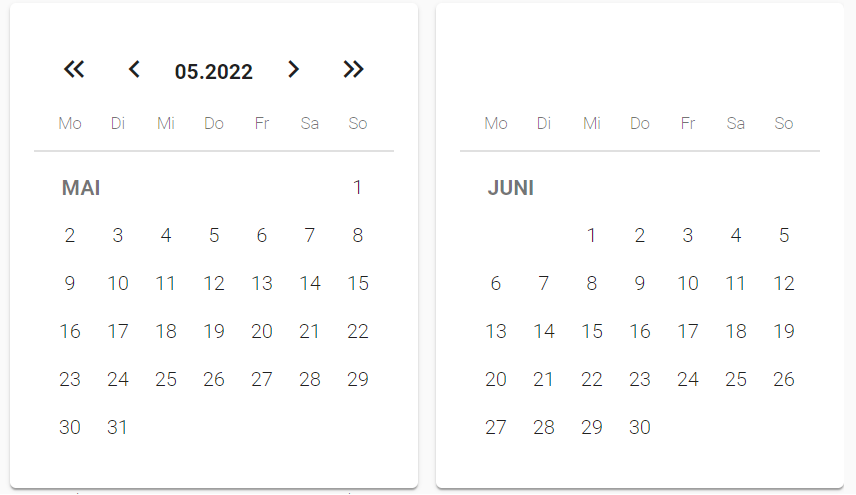 05.2022
Mo Di Mi Do Fr Sa So
MAI 1
2 3 4 5 6 7 8
9 10 11 12 13 14 15
16 17 18 19 20 21 22
23 24 25 26 27 28 29
30 31
Mo Di Mi Do Fr Sa So
JUNI
1 2 3 4 5
6 7 8 9 10 11 12
13 14 15 16 17 18 19
20 21 22 23 24 25 26
27 28 29 30